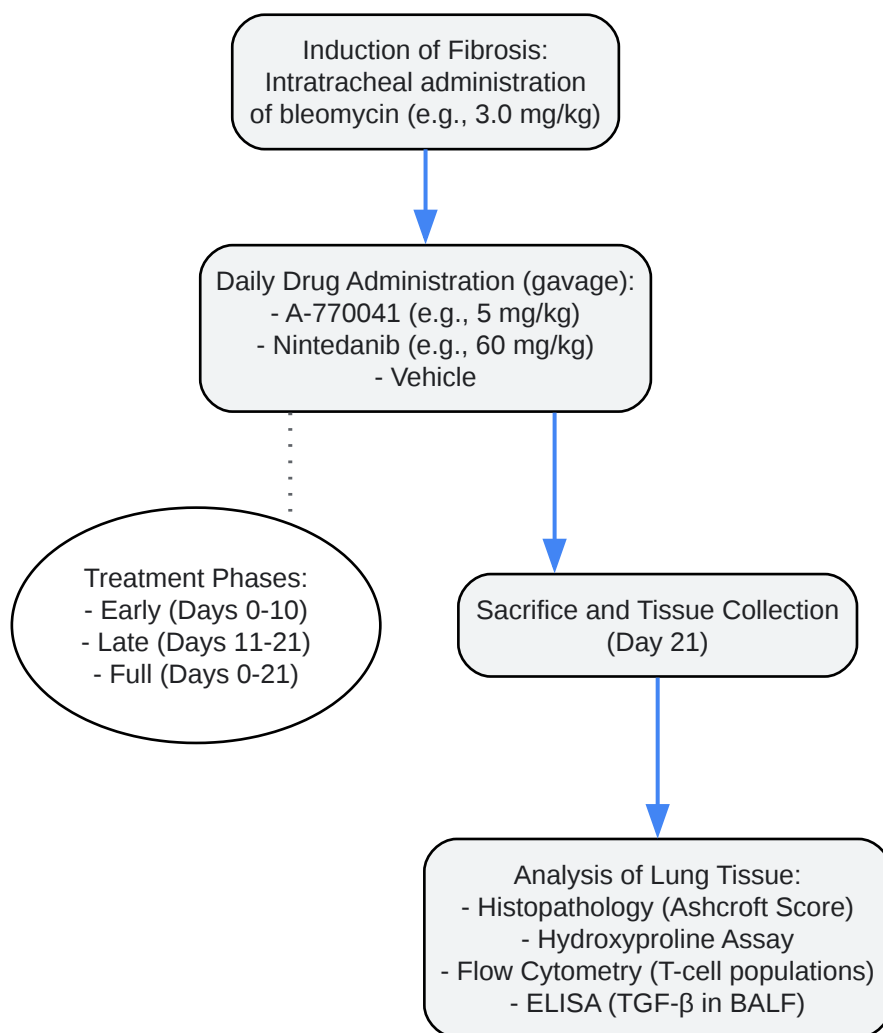 Induction of Fibrosis:
Intratracheal administration
of bleomycin (e.g., 3.0 mg/kg)
Daily Drug Administration (gavage):
- A-770041 (e.g., 5 mg/kg)
- Nintedanib (e.g., 60 mg/kg)
- Vehicle
Treatment Phases:
- Early (Days 0-10)
- Late (Days 11-21)
- Full (Days 0-21)
Sacrifice and Tissue Collection
(Day 21)
Analysis of Lung Tissue:
- Histopathology (Ashcroft Score)
- Hydroxyproline Assay
- Flow Cytometry (T-cell populations)
- ELISA (TGF-β in BALF)